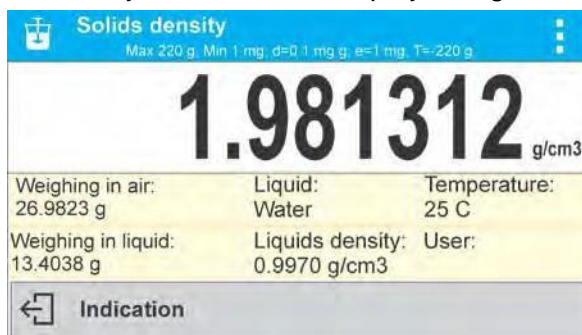 Solids density
Max 220 g, Min 1 mg, d=0.1 mg g, e=1 mg, T=-220 g
1.981312 g/cm3
Weighing in air: Liquid: Temperature:
26.9823 g Water 25 C
Weighing in liquid: Liquids density: User:
13.4038 g 0.9970 g/cm3
Indication